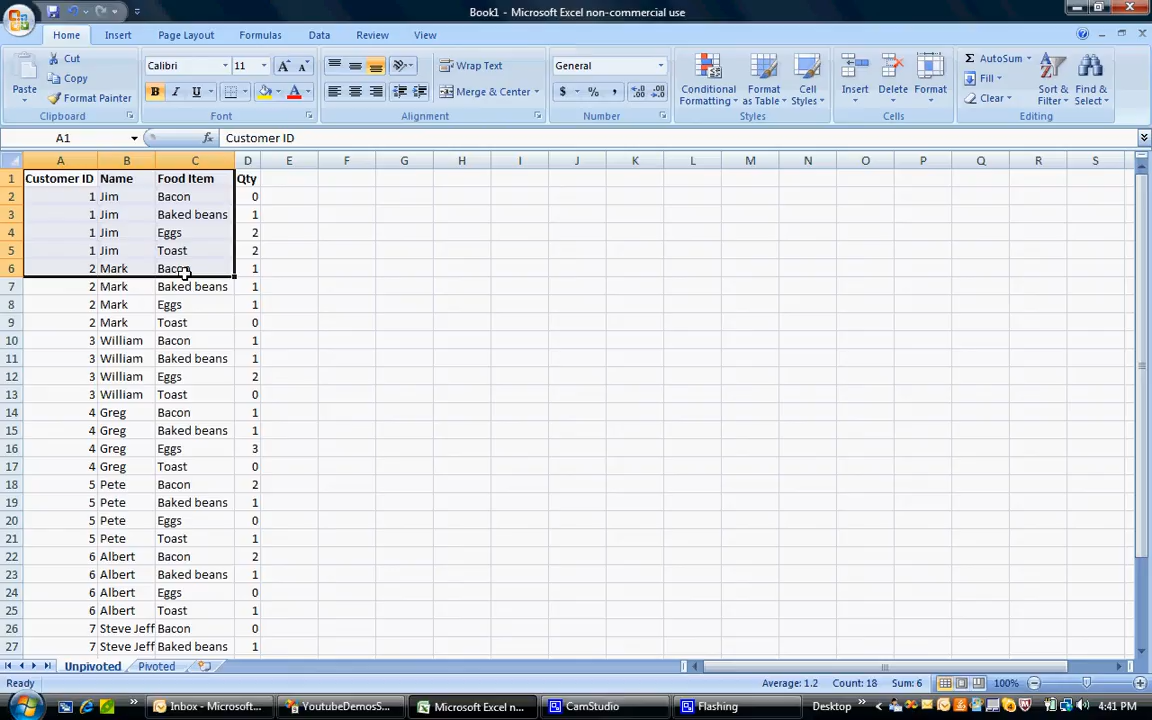 Book1 - Microsoft Excel non-commercial use
Home Insert Page Layout Formulas Data Review View
Paste Cut Copy Format Painter Clipboard
Calibri 11 B I U Font
Wrap Text Merge & Center Alignment
General $ % , Number
Conditional Formatting Format as Table Cell Styles Styles
Insert Delete Format Cells
AutoSum Fill Clear Sort & Filter Find & Select Editing
A1 fx Customer ID
A B C D E F G H I J K L M N O P Q R S
1 Customer ID Name Food Item Qty
2 1 Jim Bacon 0
3 1 Jim Baked beans 1
4 1 Jim Eggs 2
5 1 Jim Toast 2
6 2 Mark Bacon 1
7 2 Mark Baked beans 1
8 2 Mark Eggs 1
9 2 Mark Toast 0
10 3 William Bacon 1
11 3 William Baked beans 1
12 3 William Eggs 2
13 3 William Toast 0
14 4 Greg Bacon 1
15 4 Greg Baked beans 1
16 4 Greg Eggs 3
17 4 Greg Toast 0
18 5 Pete Bacon 2
19 5 Pete Baked beans 1
20 5 Pete Eggs 0
21 5 Pete Toast 1
22 6 Albert Bacon 2
23 6 Albert Baked beans 1
24 6 Albert Eggs 0
25 6 Albert Toast 1
26 7 Steve Jeff Bacon 0
27 7 Steve Jeff Baked beans 1
Unpivoted Pivoted
Ready Average: 1.2 Count: 18 Sum: 6 100%
Inbox - Microsoft... YoutubeDemosS... Microsoft Excel n... CamStudio Flashing Desktop 4:41 PM